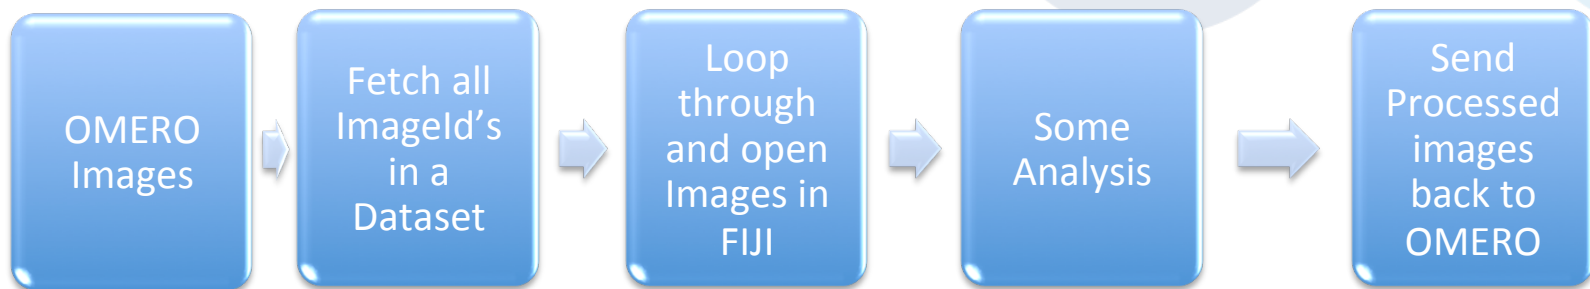 OMERO
Images
Fetch all
ImageId's
in a
Dataset
Loop
through
and open
Images in
FIJI
Some
Analysis
Send
Processed
images
back to
OMERO